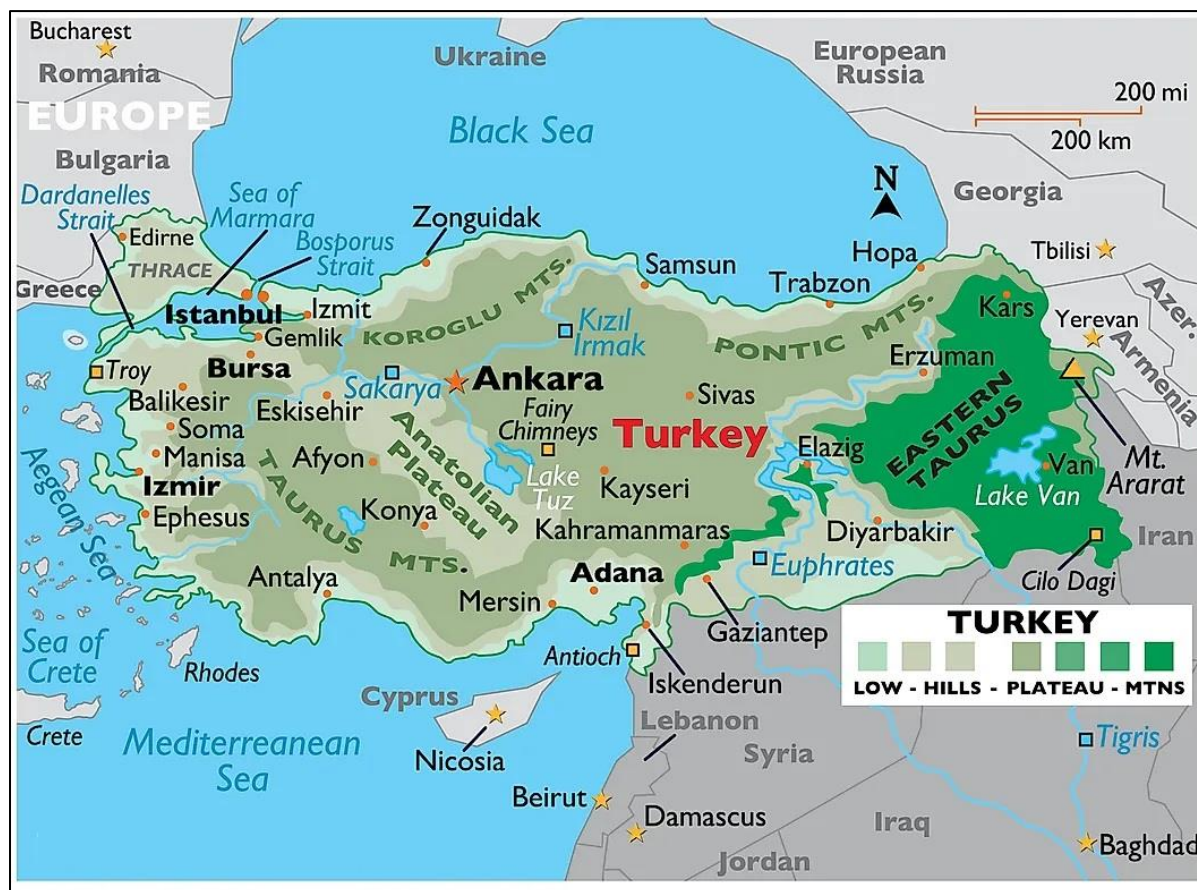 Bucharest
Romania
EUROPE
Bulgaria
Ukraine
European
Russia
200 mi
200 km
Black Sea
N
Georgia
Tbilisi
Azer.
Armenia
Yerevan
Dardanelles
Strait
Sea of
Marmara
Bosporus
Strait
Edirne
THRACE
Greece
Istanbul
Izmit
Gemlik
Zonguidak
Samsun
Trabzon
Hopa
Kars
KOROGLU MTS.
Kızıl
Irmak
PONTIC MTS.
Erzuman
Troy
Bursa
Sakarya
Ankara
Balikesir
Eskisehir
Fairy
Chimneys
Sivas
Turkey
Soma
Manisa
Afyon
Anatolian
Plateau
Lake
Tuz
Kayseri
Elazig
EASTERN
TAURUS
Van
Lake Van
Mt.
Ararat
Aegean Sea
Izmir
Ephesus
TAURUS MTS.
Konya
Kahramanmaras
Diyarbakir
Iran
Cilo Dagi
Euphrates
Antalya
Mersin
Adana
Gaziantep
Antioch
Iskenderun
TURKEY
LOW - HILLS - PLATEAU - MTNS
Sea of
Crete
Rhodes
Crete
Mediterreanean
Sea
Cyprus
Nicosia
Lebanon
Syria
Tigris
Beirut
Damascus
Iraq
Jordan
Baghdad